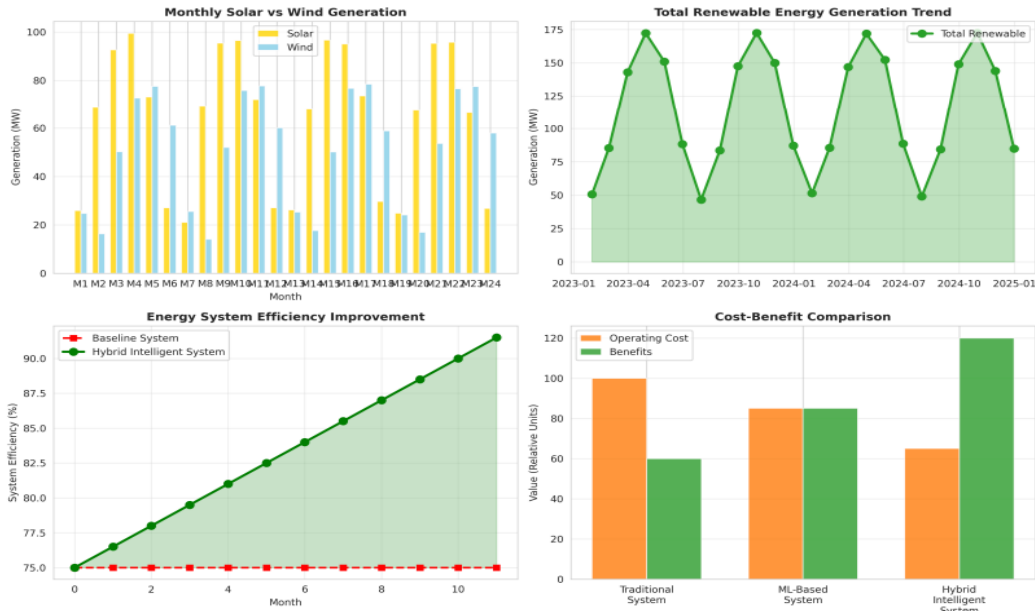 Monthly Solar vs Wind Generation
100
80
60
40
20
0
Generation (MW)
Solar
Wind
M1 M2 M3 M4 M5 M6 M7 M8 M9 M10 M11 M12 M13 M14 M15 M16 M17 M18 M19 M20 M21 M22 M23 M24
Month
Total Renewable Energy Generation Trend
175
150
125
100
75
50
25
0
Generation (MW)
Total Renewable
2023-01 2023-04 2023-07 2023-10 2024-01 2024-04 2024-07 2024-10 2025-01
Energy System Efficiency Improvement
Baseline System
Hybrid Intelligent System
90.0
87.5
85.0
82.5
80.0
77.5
75.0
System Efficiency (%)
0 2 4 6 8 10
Month
Cost-Benefit Comparison
Operating Cost
Benefits
120
100
80
60
40
20
0
Value (Relative Units)
Traditional
System
ML-Based
System
Hybrid
Intelligent
System